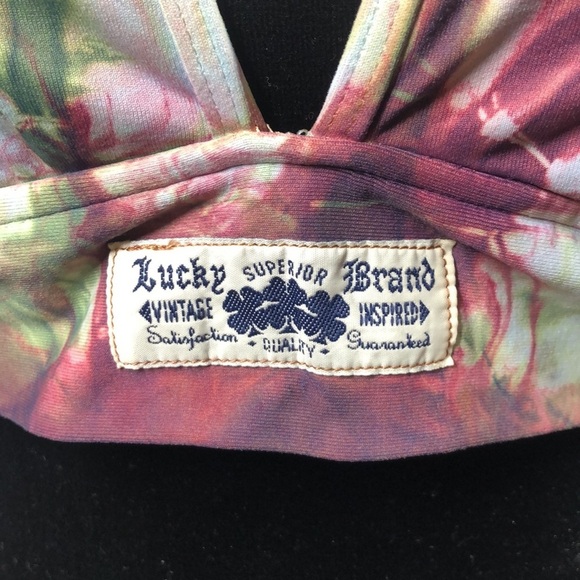 Lucky SUPERIOR Brand
VINTAGE INSPIRED
Satisfaction QUALITY Guaranteed